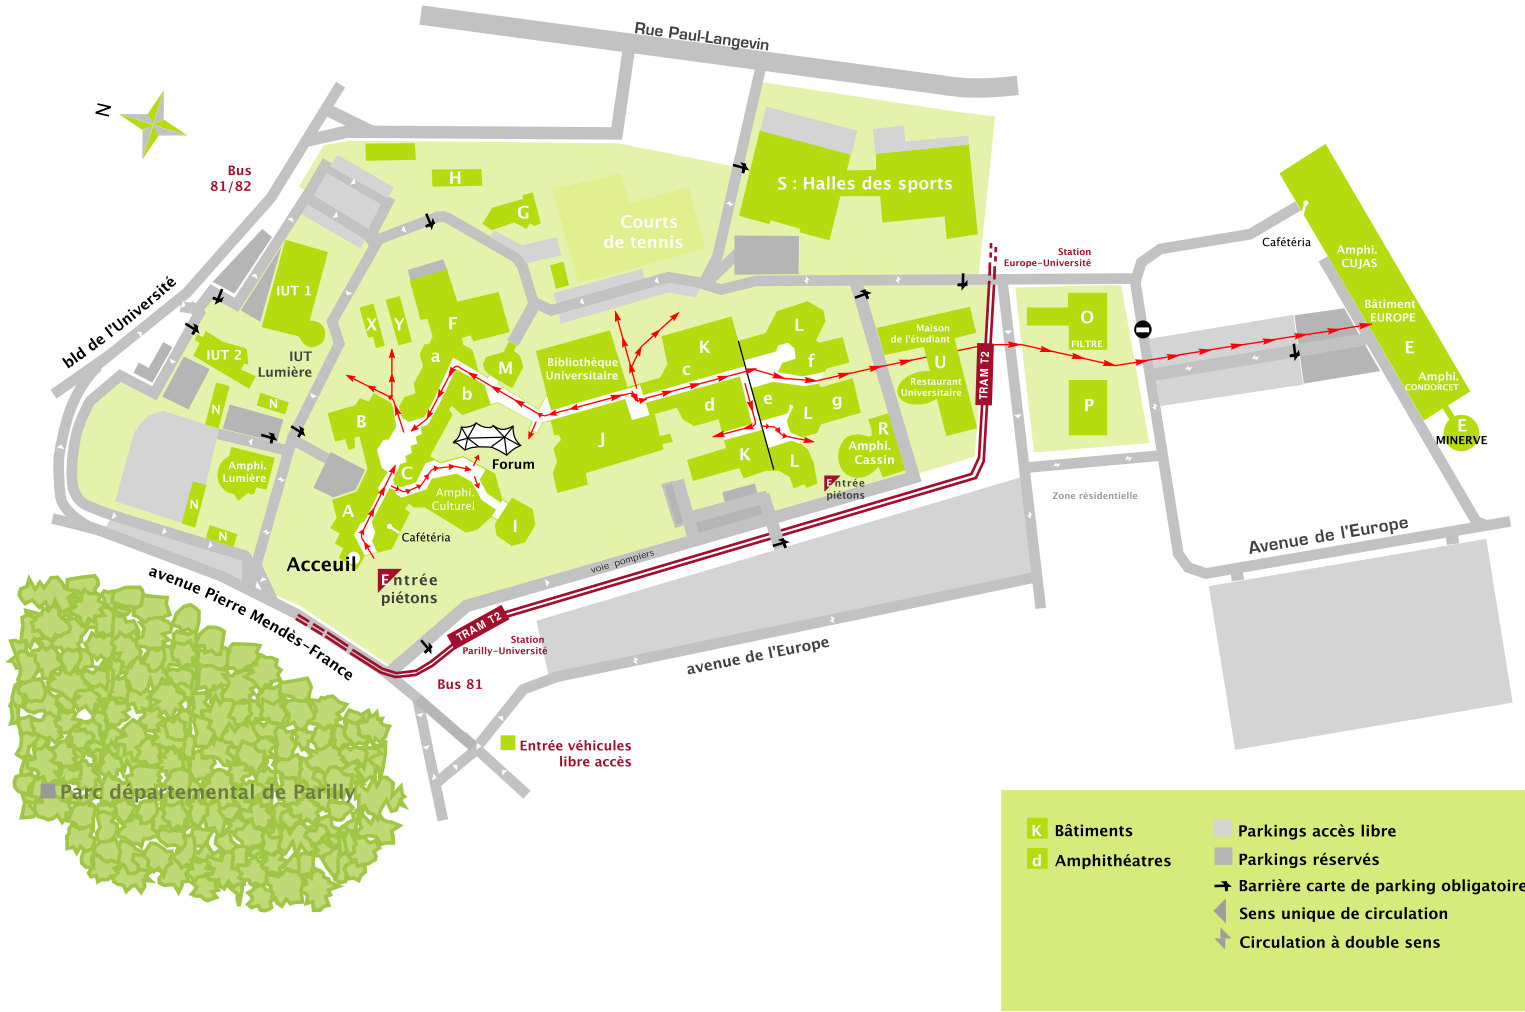 Rue Paul-Langevin
N
Bus
81/82
bld de l'Université
H
G
Courts
de tennis
S : Halles des sports
Station
Europe-Université
Cafétéria
Amphi.
CUJAS
Bâtiment
EUROPE
E
Amphi.
CONDORCET
E
MINERVE
IUT 1
IUT 2
IUT
Lumière
X
Y
F
a
M
b
B
Bibliothèque
Universitaire
K
c
L
f
Maison
de l'étudiant
U
Restaurant
Universitaire
TRAM T2
O
FILTRE
P
N
N
N
N
Amphi.
Lumière
J
d
e
L
g
K
L
R
Amphi.
Cassin
Forum
C
Amphi.
Culturel
A
I
Cafétéria
Entrée
piétons
Acceuil
Entrée
piétons
voie pompiers
Zone résidentielle
Avenue de l'Europe
avenue Pierre Mendès-France
TRAM T2
Station
Parilly-Université
avenue de l'Europe
Bus 81
Entrée véhicules
libre accès
Parc départemental de Parilly
K Bâtiments
d Amphithéatres
Parkings accès libre
Parkings réservés
Barrière carte de parking obligatoire
Sens unique de circulation
Circulation à double sens